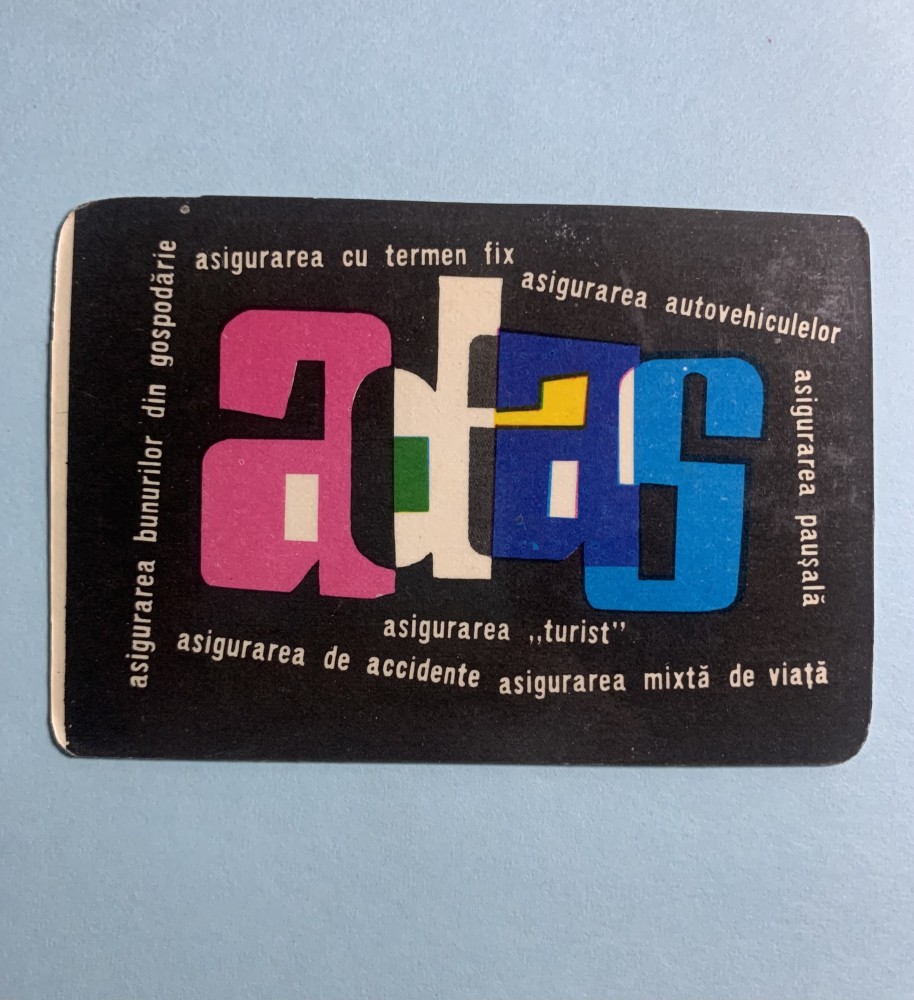 asigurarea bunurilor din gospodărie
asigurarea cu termen fix
asigurarea autovehiculelor
adas
asigurarea paușală
asigurarea „turist”
asigurarea de accidente
asigurarea mixtă de viață